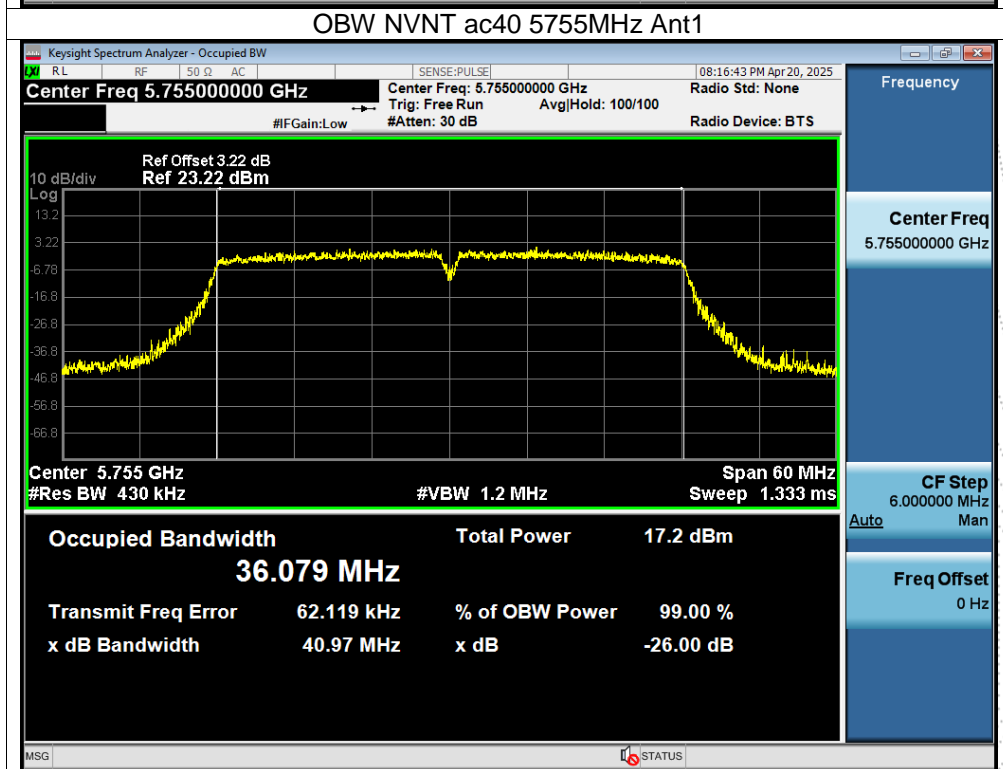 OBW NVNT ac40 5755MHz Ant1
Keysight Spectrum Analyzer - Occupied BW
LXI RL RF 50 Ω AC SENSE:PULSE 08:16:43 PM Apr 20, 2025
Center Freq 5.755000000 GHz Center Freq: 5.755000000 GHz Radio Std: None
Trig: Free Run Avg|Hold: 100/100
#IFGain:Low #Atten: 30 dB Radio Device: BTS
Ref Offset 3.22 dB
10 dB/div Ref 23.22 dBm
Log
13.2
3.22
-6.78
-16.8
-26.8
-36.8
-46.8
-56.8
-66.8
Center 5.755 GHz Span 60 MHz
#Res BW 430 kHz #VBW 1.2 MHz Sweep 1.333 ms
Occupied Bandwidth Total Power 17.2 dBm
36.079 MHz
Transmit Freq Error 62.119 kHz % of OBW Power 99.00 %
x dB Bandwidth 40.97 MHz x dB -26.00 dB
MSG STATUS
Frequency
Center Freq
5.755000000 GHz
CF Step
6.000000 MHz
Auto Man
Freq Offset
0 Hz